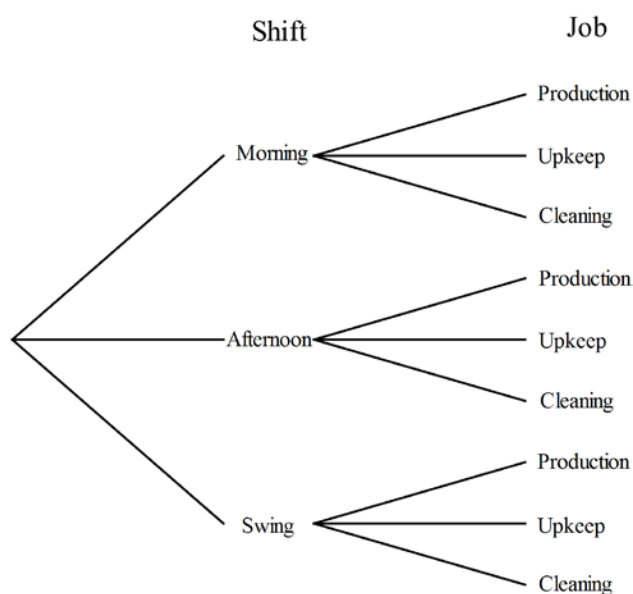 Shift
Job
Morning
Production
Upkeep
Cleaning
Afternoon
Production
Upkeep
Cleaning
Swing
Production
Upkeep
Cleaning